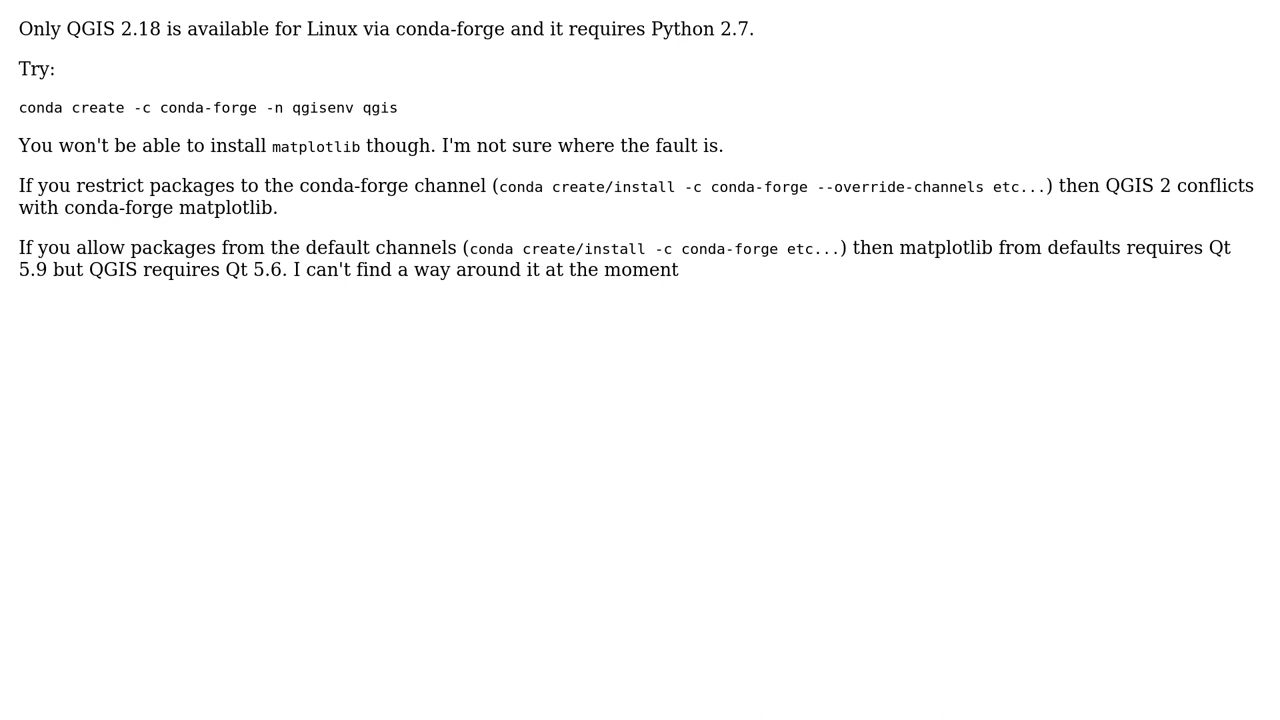 Only QGIS 2.18 is available for Linux via conda-forge and it requires Python 2.7.
Try:
conda create -c conda-forge -n qgisenv qgis
You won't be able to install matplotlib though. I'm not sure where the fault is.
If you restrict packages to the conda-forge channel (conda create/install -c conda-forge --override-channels etc...) then QGIS 2 conflicts
with conda-forge matplotlib.
If you allow packages from the default channels (conda create/install -c conda-forge etc...) then matplotlib from defaults requires Qt
5.9 but QGIS requires Qt 5.6. I can't find a way around it at the moment